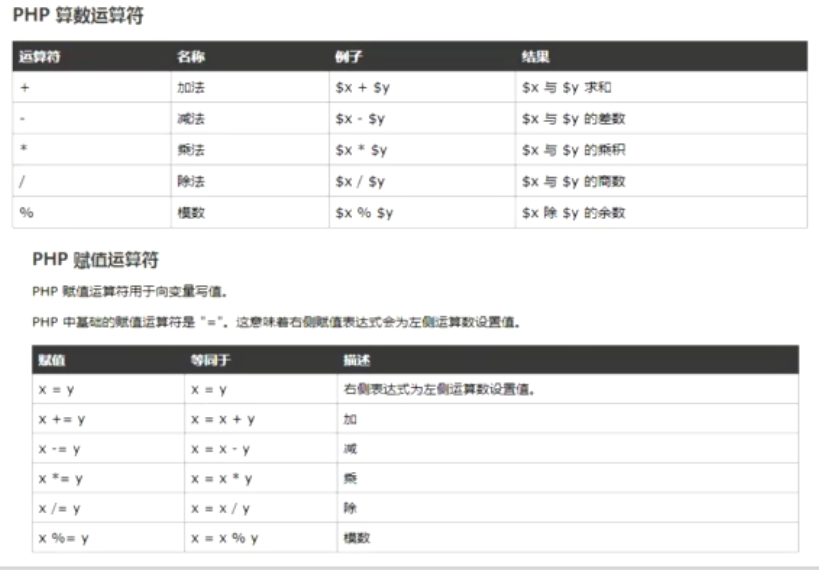 PHP 算数运算符
运算符 名称 例子 结果
+ 加法 $x + $y $x 与 $y 求和
- 减法 $x - $y $x 与 $y 的差数
* 乘法 $x * $y $x 与 $y 的乘积
/ 除法 $x / $y $x 与 $y 的商数
% 模数 $x % $y $x 除 $y 的余数
PHP 赋值运算符
PHP 赋值运算符用于向变量写值。
PHP 中基础的赋值运算符是 "="。这意味着右侧赋值表达式会为左侧运算数设置值。
赋值 等同于 描述
x = y x = y 右侧表达式为左侧运算数设置值。
x += y x = x + y 加
x -= y x = x - y 减
x *= y x = x * y 乘
x /= y x = x / y 除
x %= y x = x % y 模数